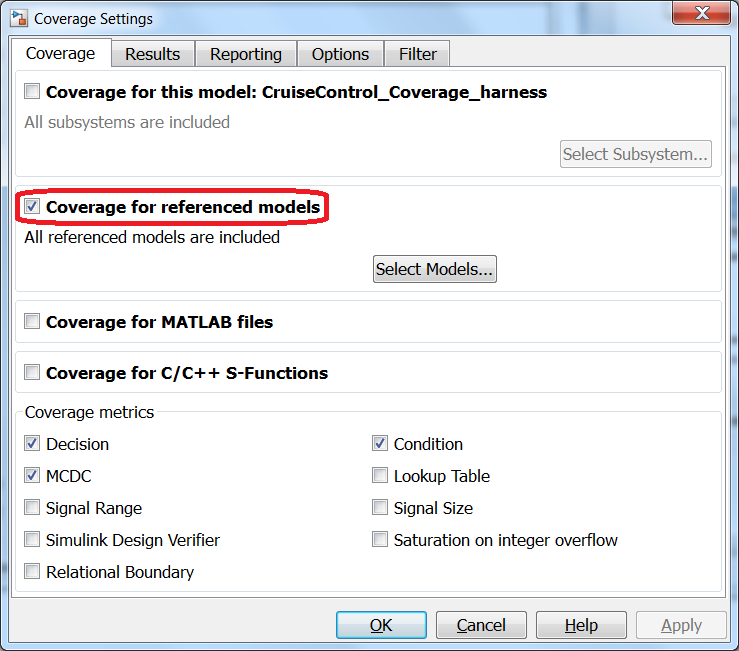 Coverage Settings
Coverage Results Reporting Options Filter
Coverage for this model: CruiseControl_Coverage_harness
All subsystems are included
Select Subsystem...
Coverage for referenced models
All referenced models are included
Select Models...
Coverage for MATLAB files
Coverage for C/C++ S-Functions
Coverage metrics
Decision Condition
MCDC Lookup Table
Signal Range Signal Size
Simulink Design Verifier Saturation on integer overflow
Relational Boundary
OK Cancel Help Apply